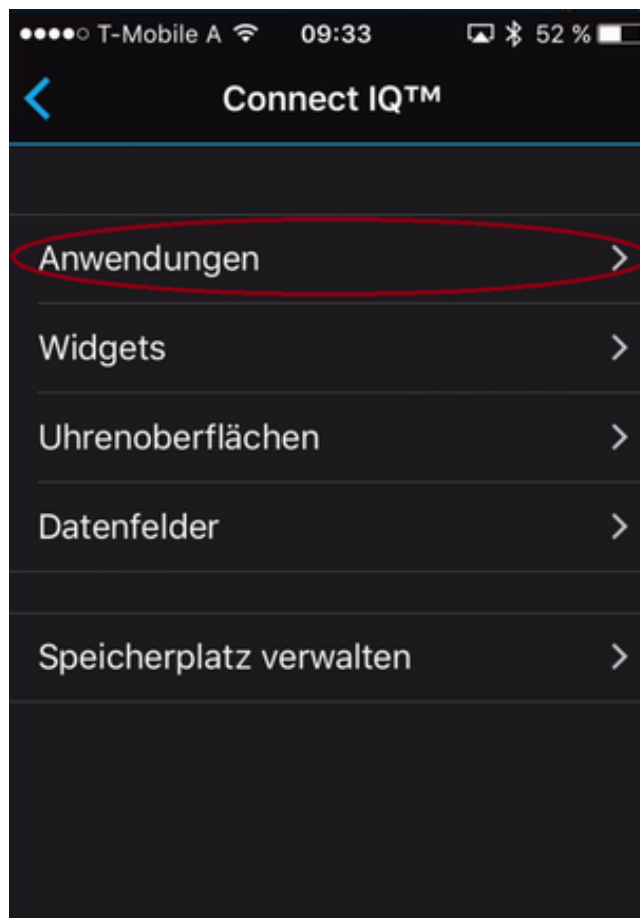 T-Mobile A 09:33 52 %
Connect IQ™
Anwendungen
Widgets
Uhrenoberflächen
Datenfelder
Speicherplatz verwalten